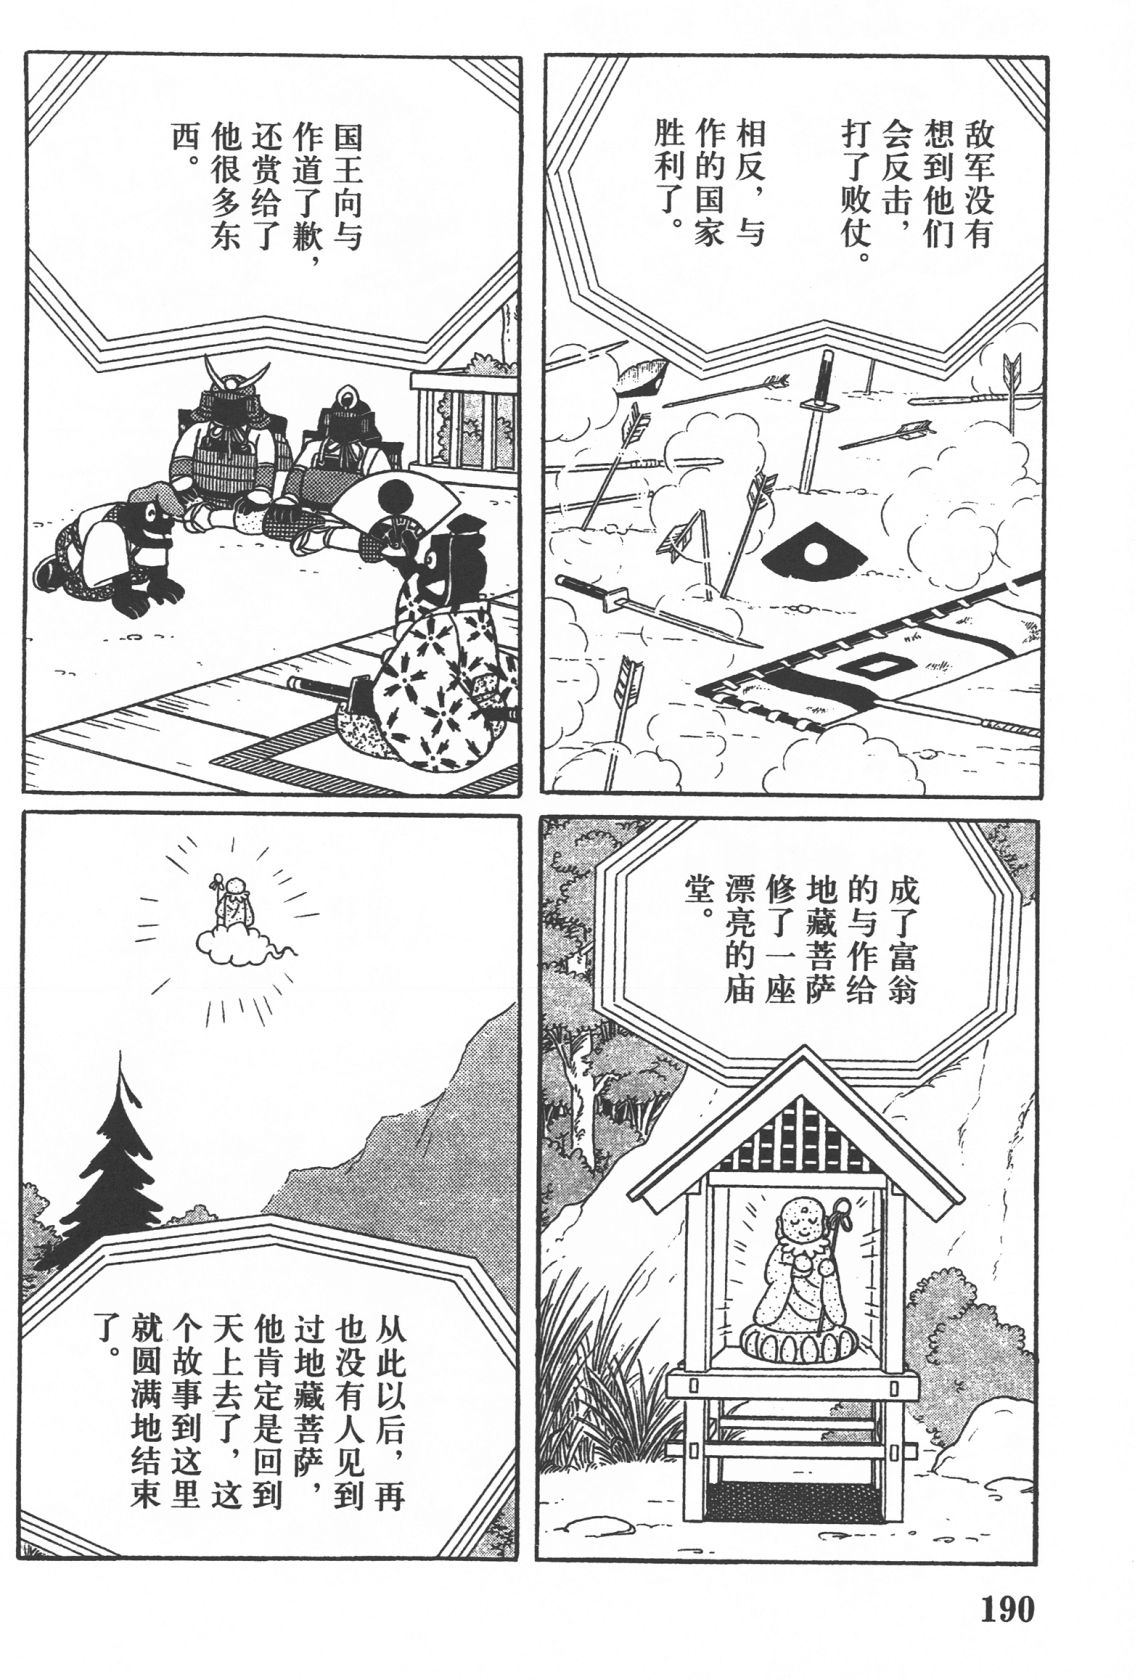 敌军没有
想到他们
会反击，
打了败仗。
相反，与
作的国家
胜利了。
国王向与
作道了歉，
还赏给了
他很多东
西。
成了富翁
的与作给
地藏菩萨
修了一座
漂亮的庙
堂。
从此以后，再
也没有人见到
过地藏菩萨，
他肯定是回到
天上去了，这
个故事到这里
就圆满地结束
了。
190